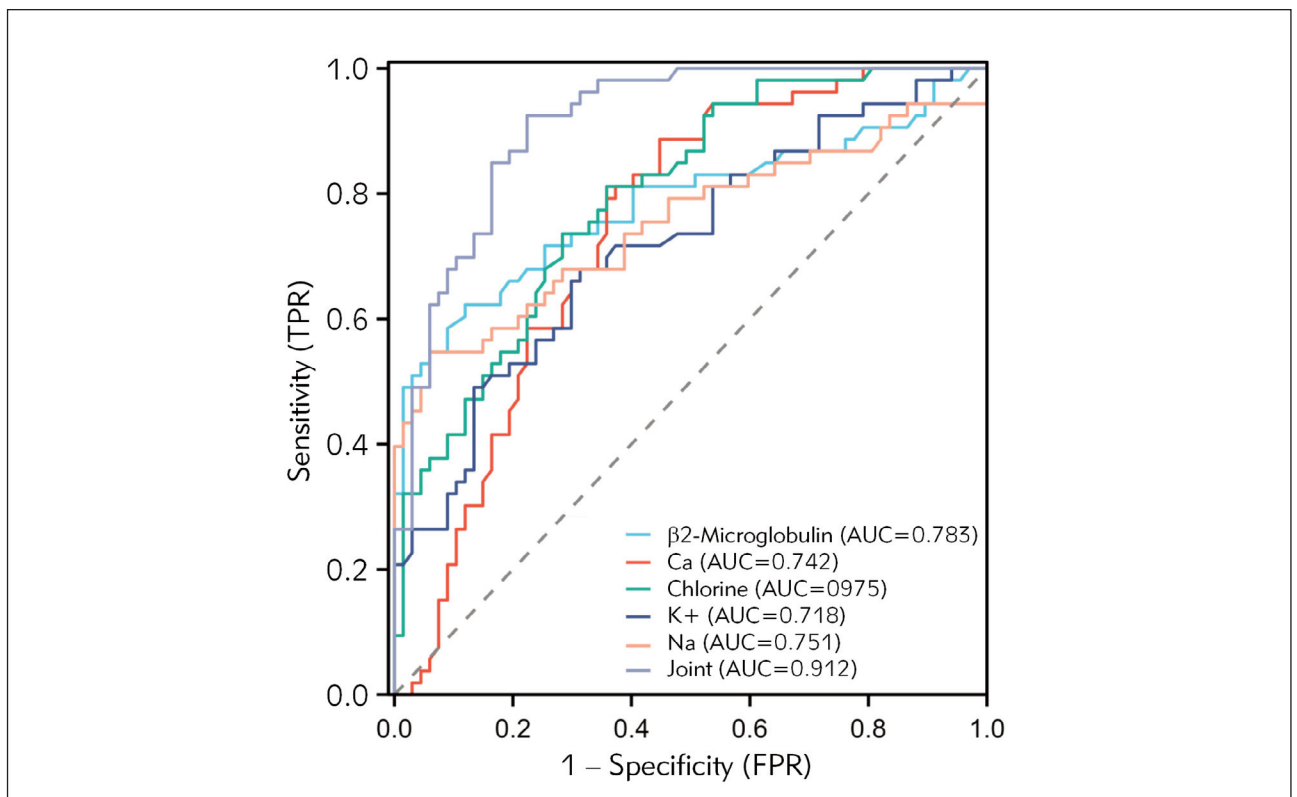 1.0
0.8
0.6
0.4
0.2
0.0
Sensitivity (TPR)
β2-Microglobulin (AUC=0.783)
Ca (AUC=0.742)
Chlorine (AUC=0975)
K+ (AUC=0.718)
Na (AUC=0.751)
Joint (AUC=0.912)
0.0 0.2 0.4 0.6 0.8 1.0
1 – Specificity (FPR)